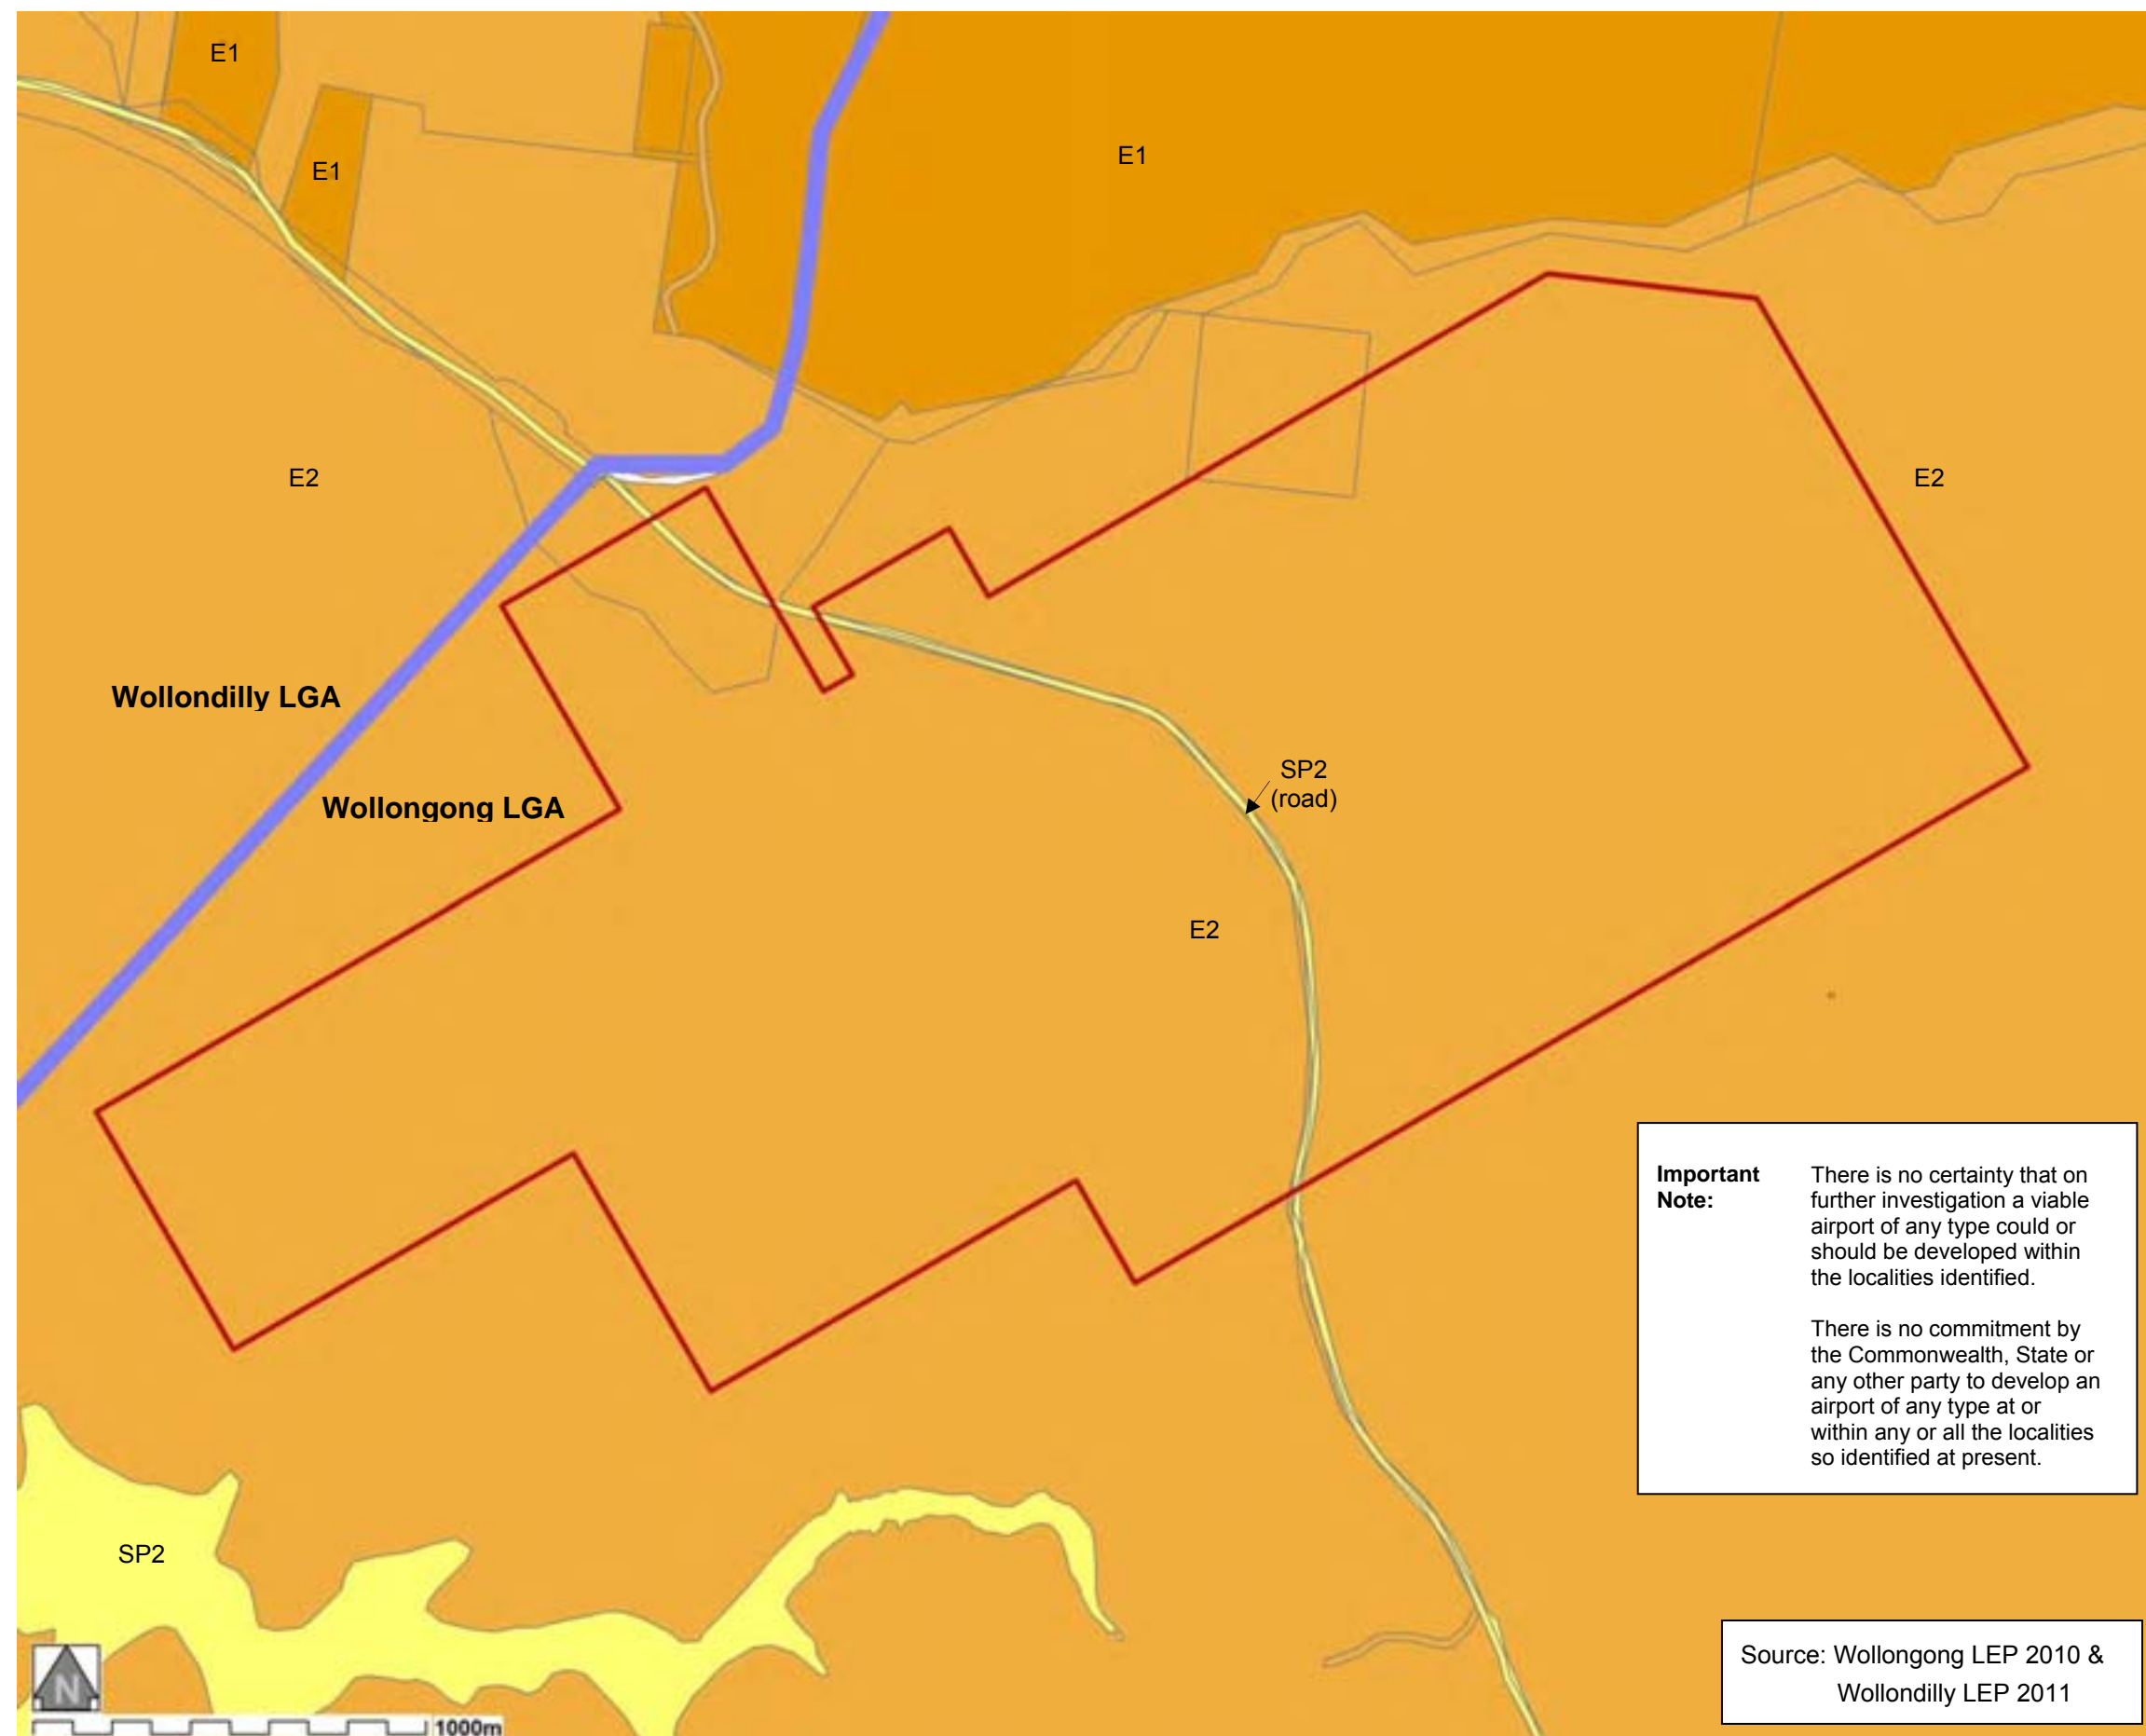 E1
E1
E1
E2
E2
Wollondilly LGA
SP2
(road)
Wollongong LGA
E2
Important
Note:
There is no certainty that on
further investigation a viable
airport of any type could or
should be developed within
the localities identified.
There is no commitment by
the Commonwealth, State or
any other party to develop an
airport of any type at or
within any or all the localities
so identified at present.
SP2
Source: Wollongong LEP 2010 &
Wollondilly LEP 2011
N
1000m